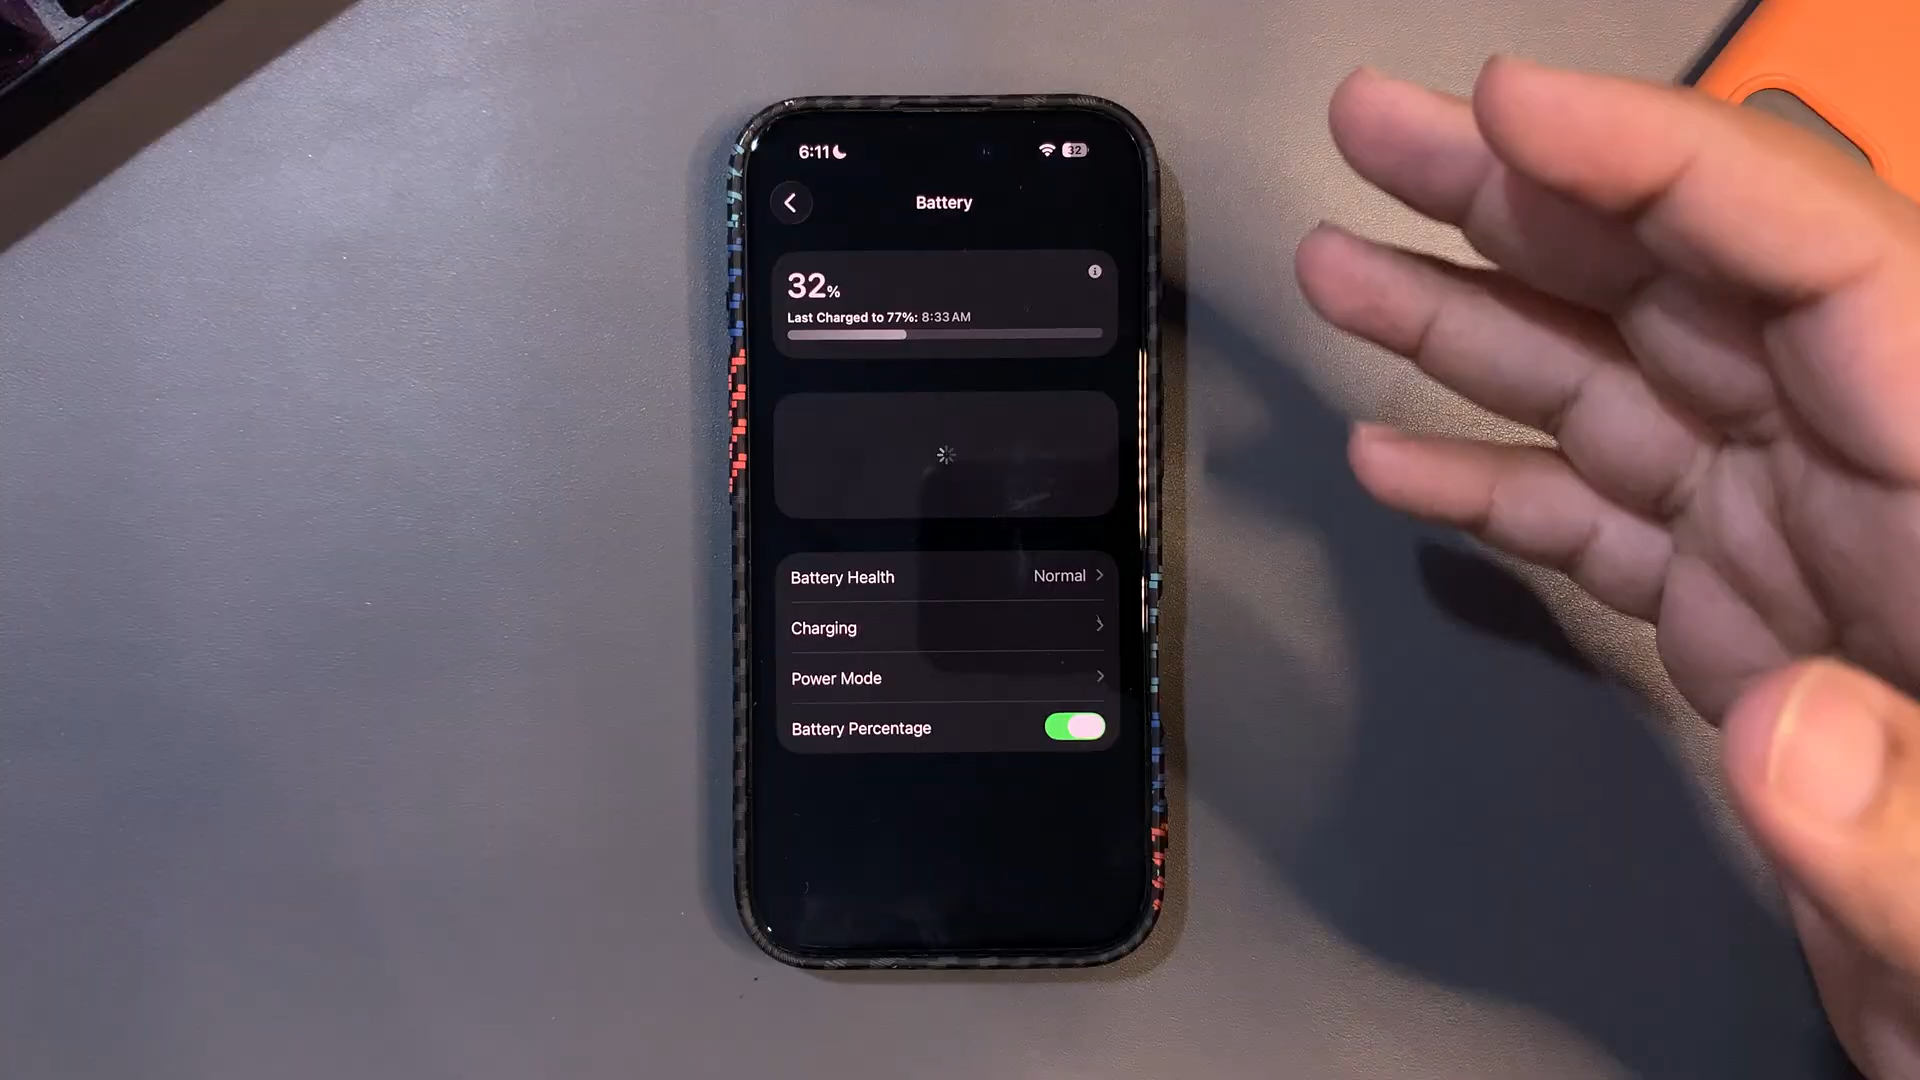 6:11
32
Battery
32%
Last Charged to 77%: 8:33 AM
Battery Health Normal
Charging
Power Mode
Battery Percentage